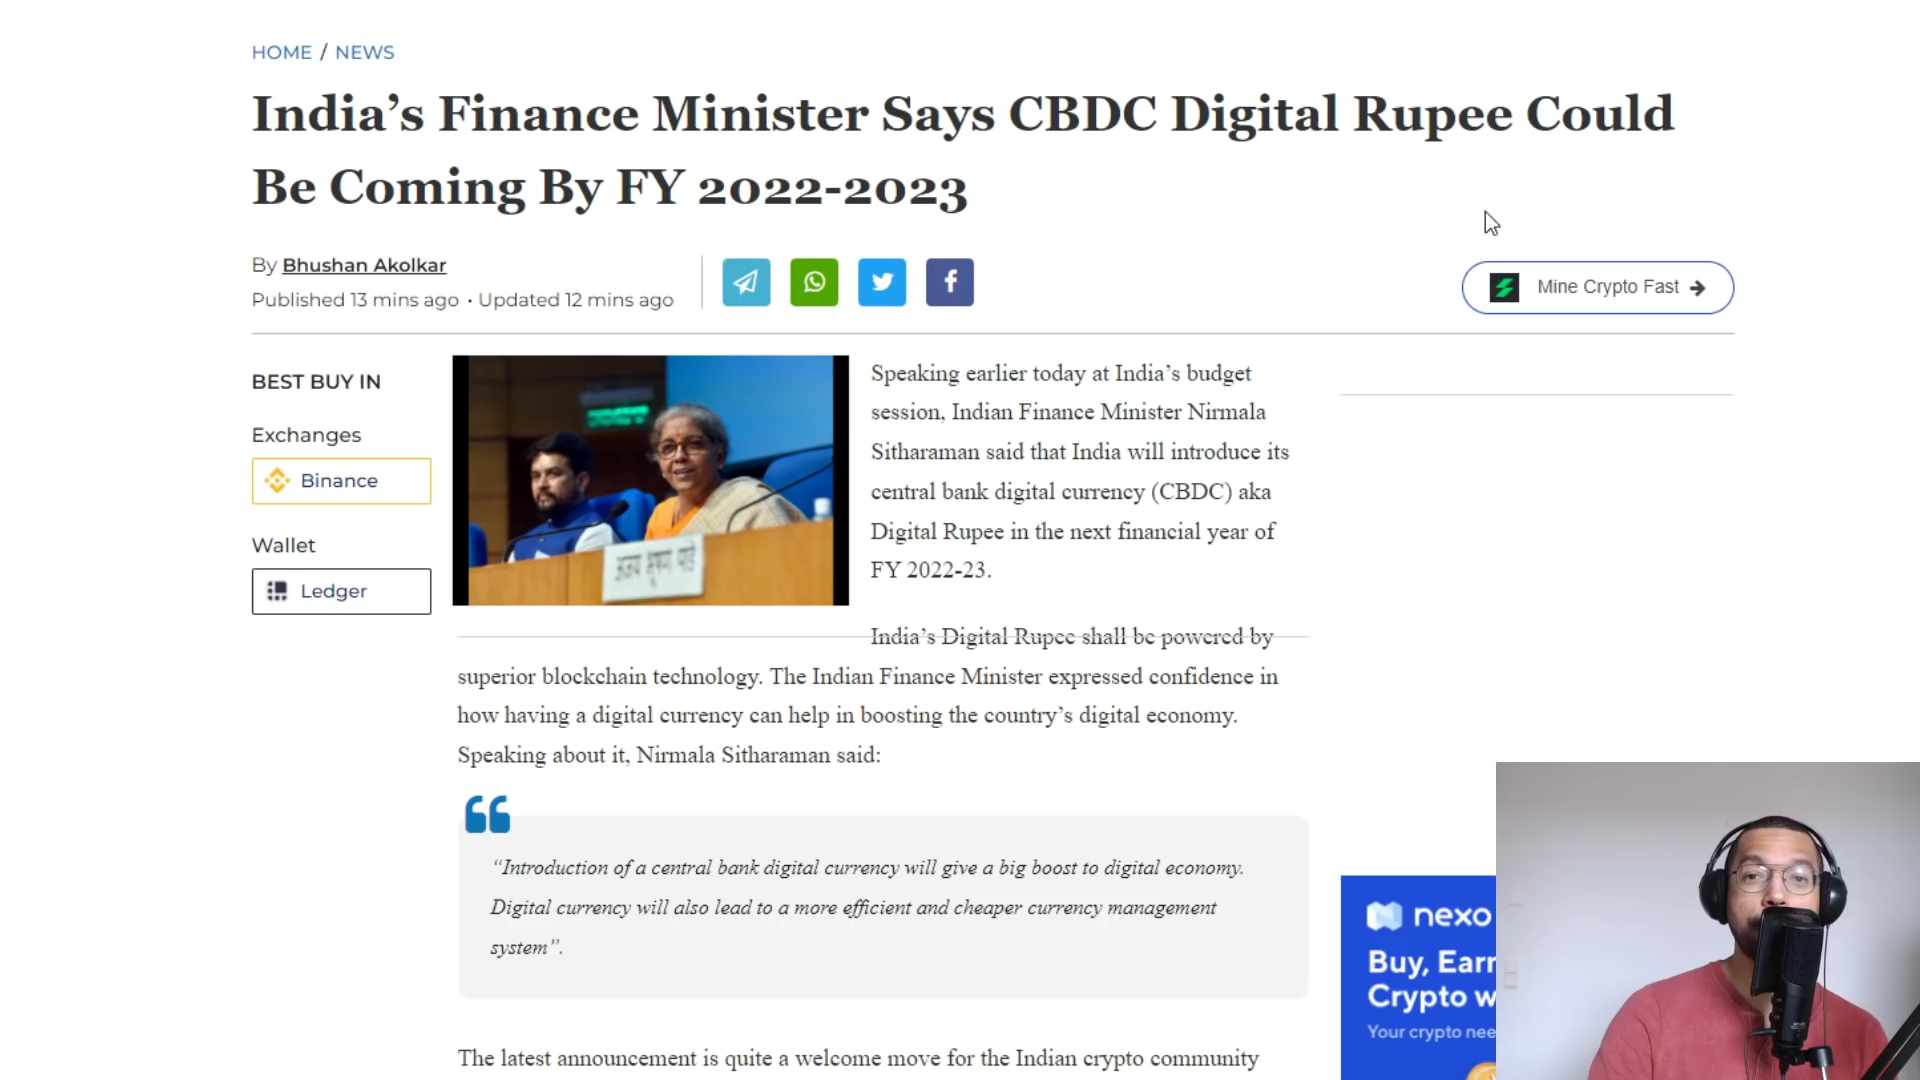 HOME / NEWS
India’s Finance Minister Says CBDC Digital Rupee Could
Be Coming By FY 2022-2023
By Bhushan Akolkar
Published 13 mins ago • Updated 12 mins ago
Mine Crypto Fast
BEST BUY IN
Exchanges
Binance
Wallet
Ledger
Speaking earlier today at India’s budget
session, Indian Finance Minister Nirmala
Sitharaman said that India will introduce its
central bank digital currency (CBDC) aka
Digital Rupee in the next financial year of
FY 2022-23.
India’s Digital Rupee shall be powered by
superior blockchain technology. The Indian Finance Minister expressed confidence in
how having a digital currency can help in boosting the country’s digital economy.
Speaking about it, Nirmala Sitharaman said:
“Introduction of a central bank digital currency will give a big boost to digital economy.
Digital currency will also lead to a more efficient and cheaper currency management
system”.
The latest announcement is quite a welcome move for the Indian crypto community
nexo
Buy, Earn
Crypto w
Your crypto nee